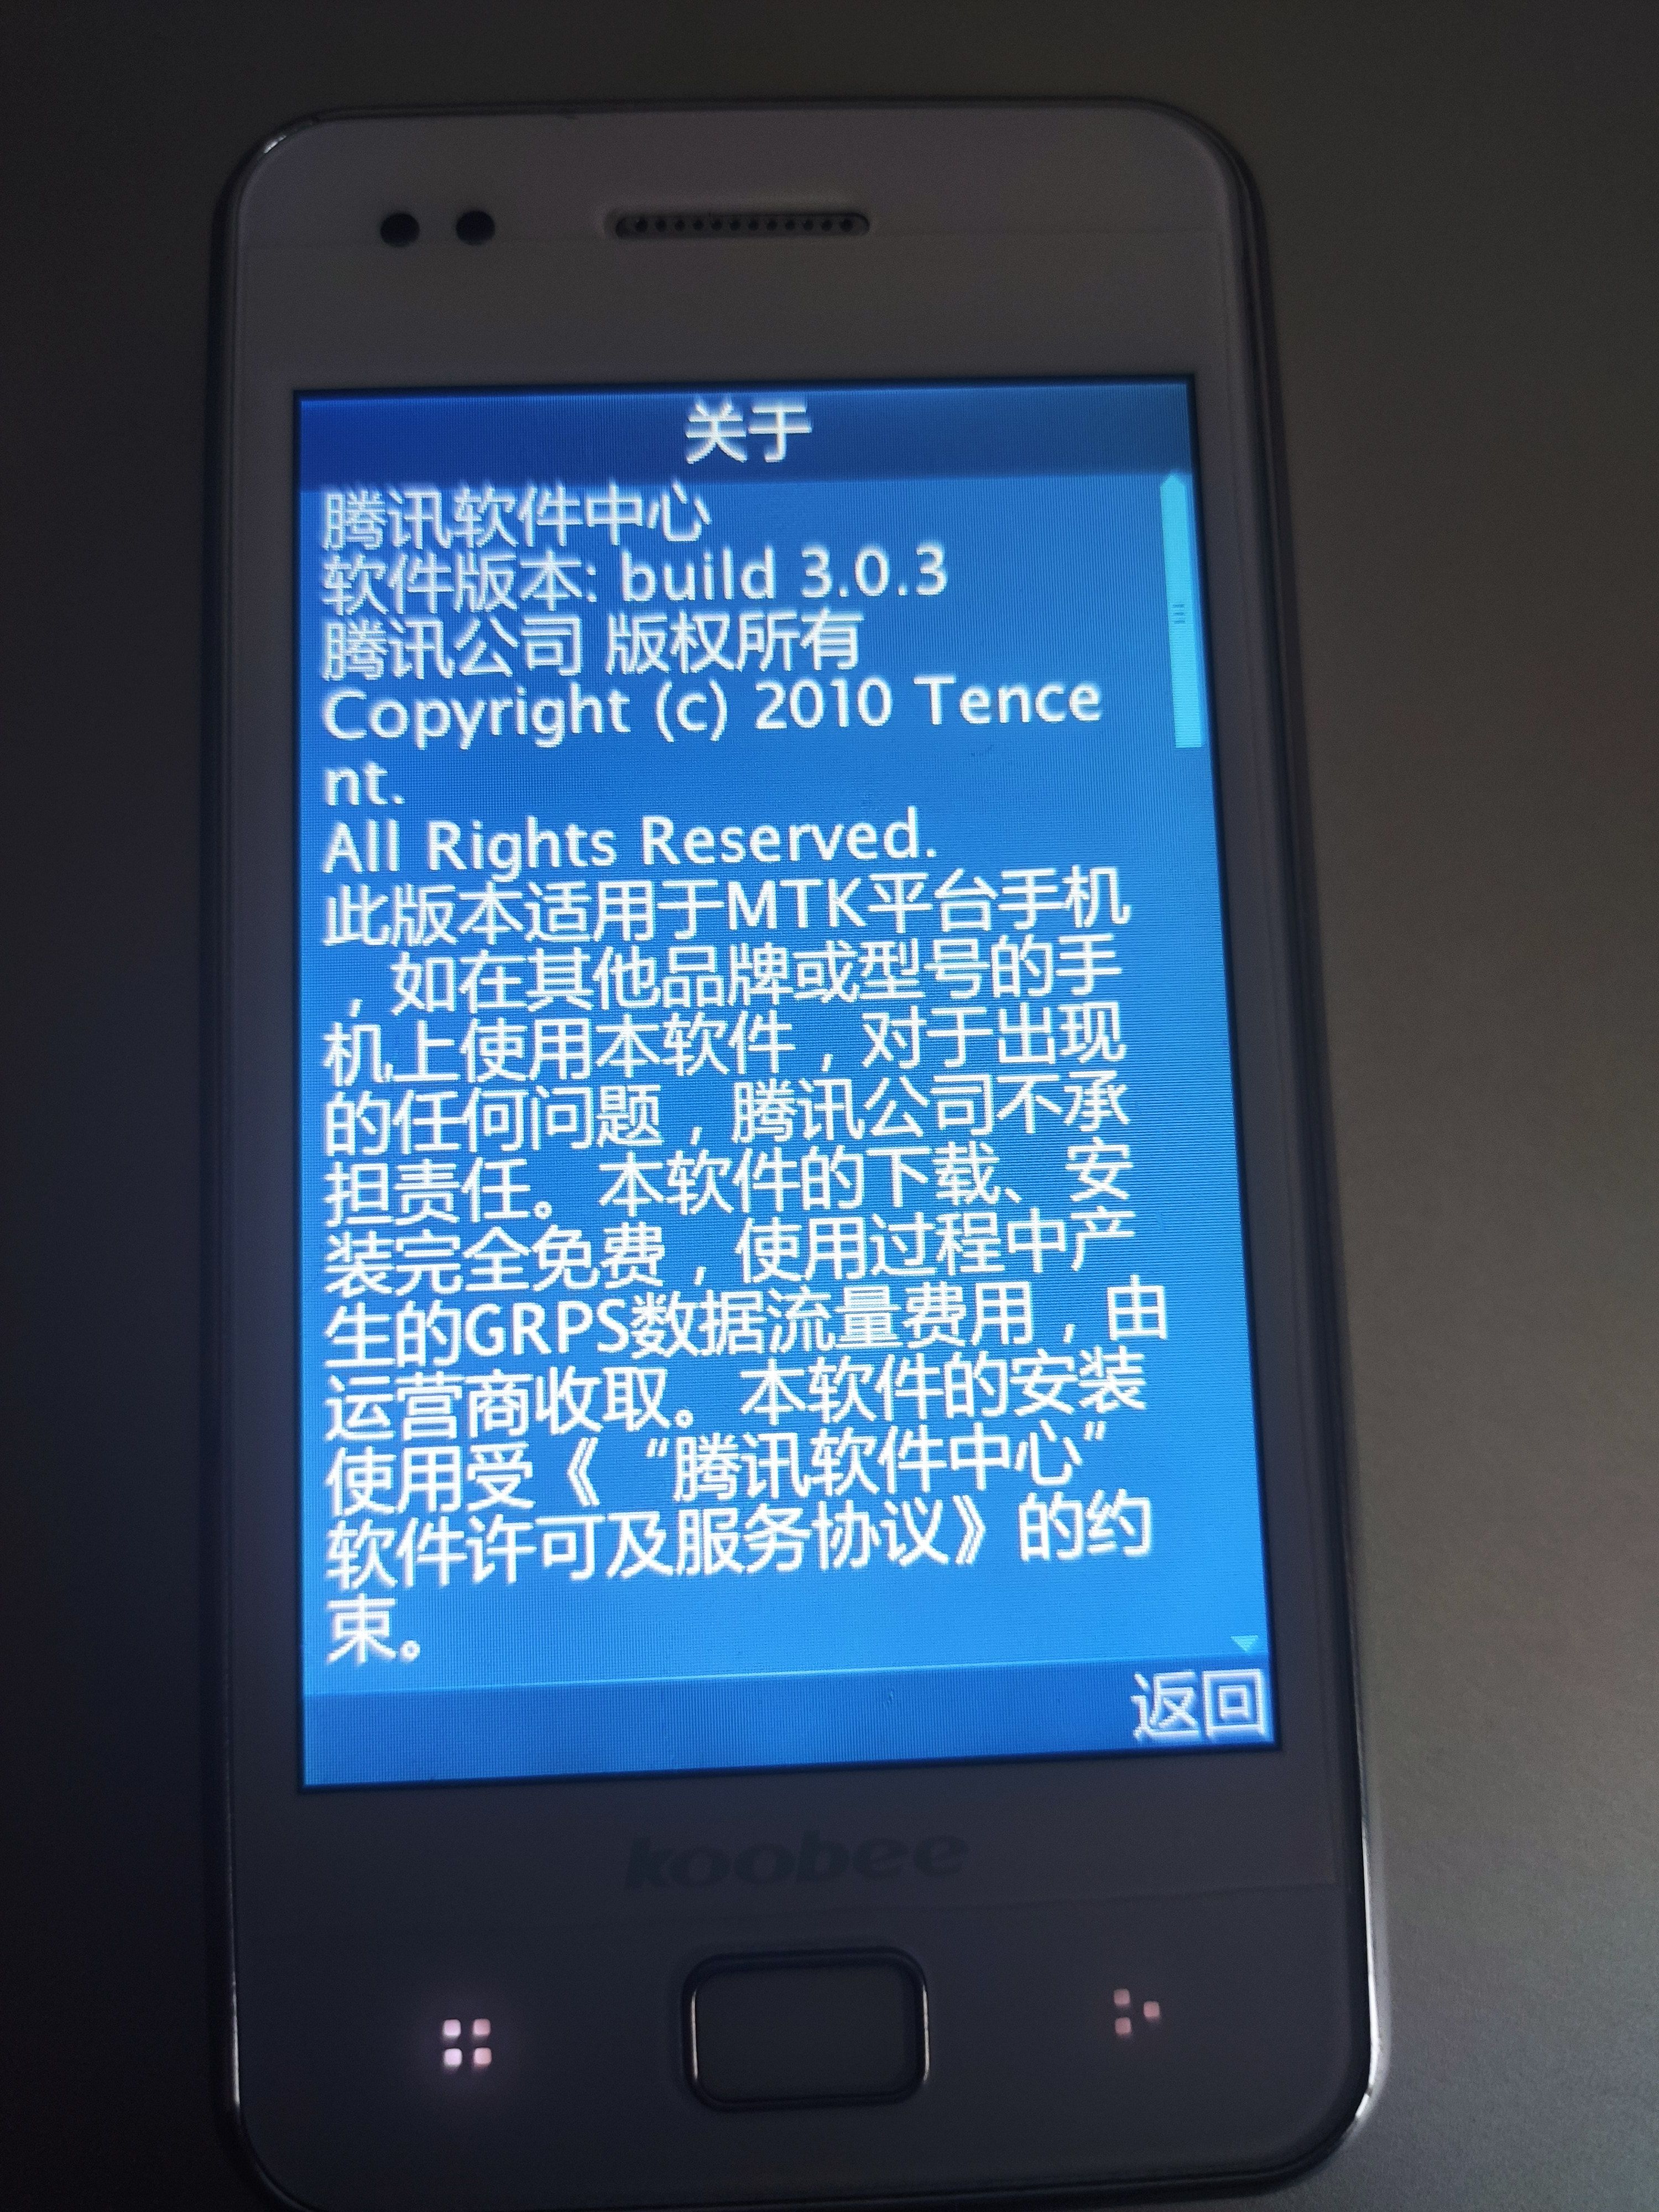 关于
腾讯软件中心
软件版本: build 3.0.3
腾讯公司 版权所有
Copyright (c) 2010 Tence
nt.
All Rights Reserved.
此版本适用于MTK平台手机
，如在其他品牌或型号的手
机上使用本软件，对于出现
的任何问题，腾讯公司不承
担责任。本软件的下载、安
装完全免费，使用过程中产
生的GRPS数据流量费用，由
运营商收取。本软件的安装
使用受《“腾讯软件中心”
软件许可及服务协议》的约
束。
返回
koobee